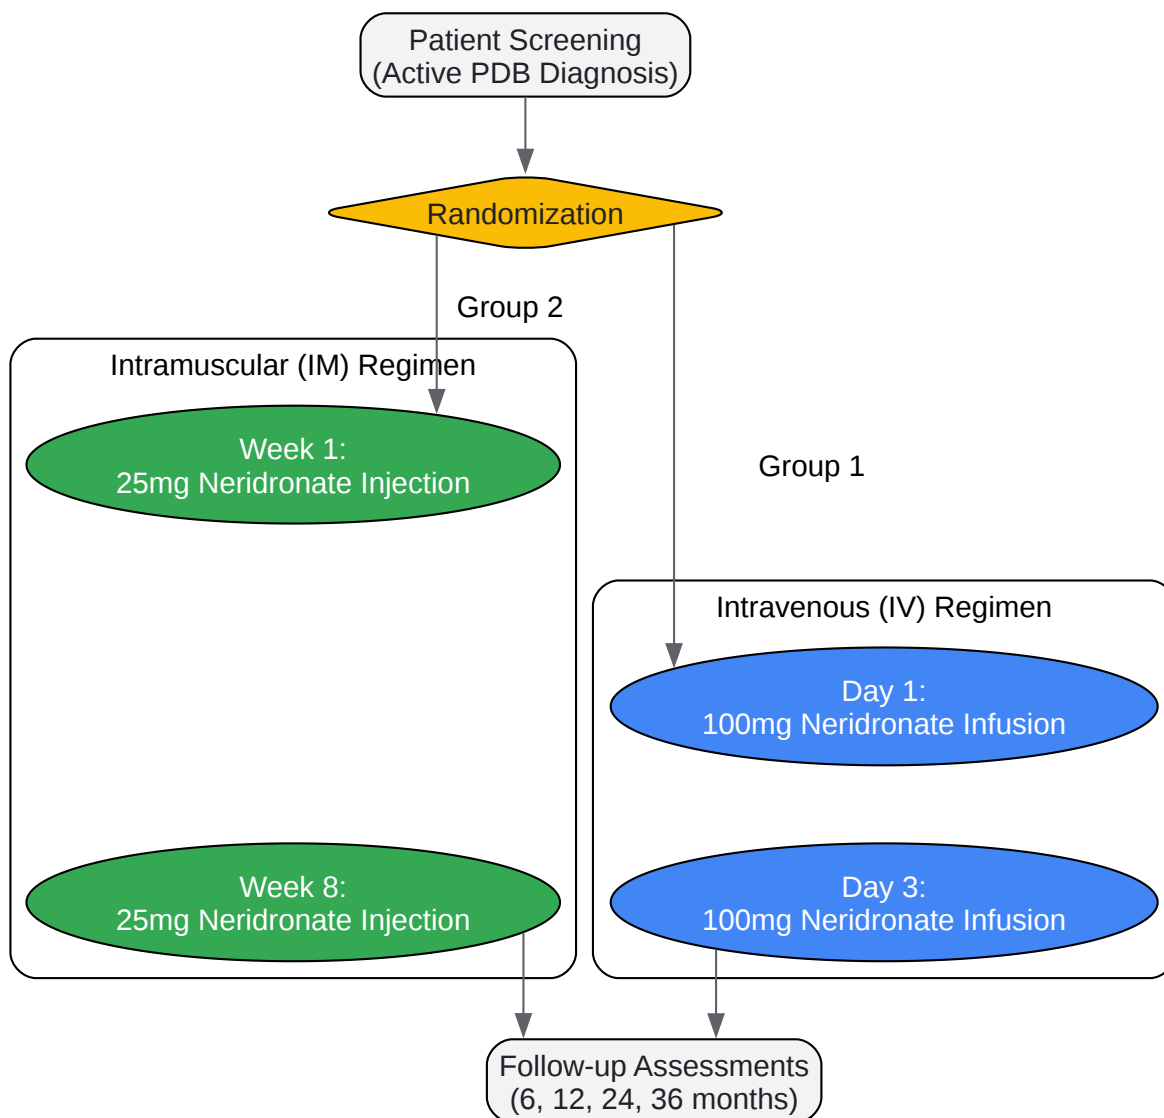 Patient Screening
(Active PDB Diagnosis)
Randomization
Group 2
Intramuscular (IM) Regimen
Week 1:
25mg Neridronate Injection
Group 1
Intravenous (IV) Regimen
Day 1:
100mg Neridronate Infusion
Week 8:
25mg Neridronate Injection
Day 3:
100mg Neridronate Infusion
Follow-up Assessments
(6, 12, 24, 36 months)